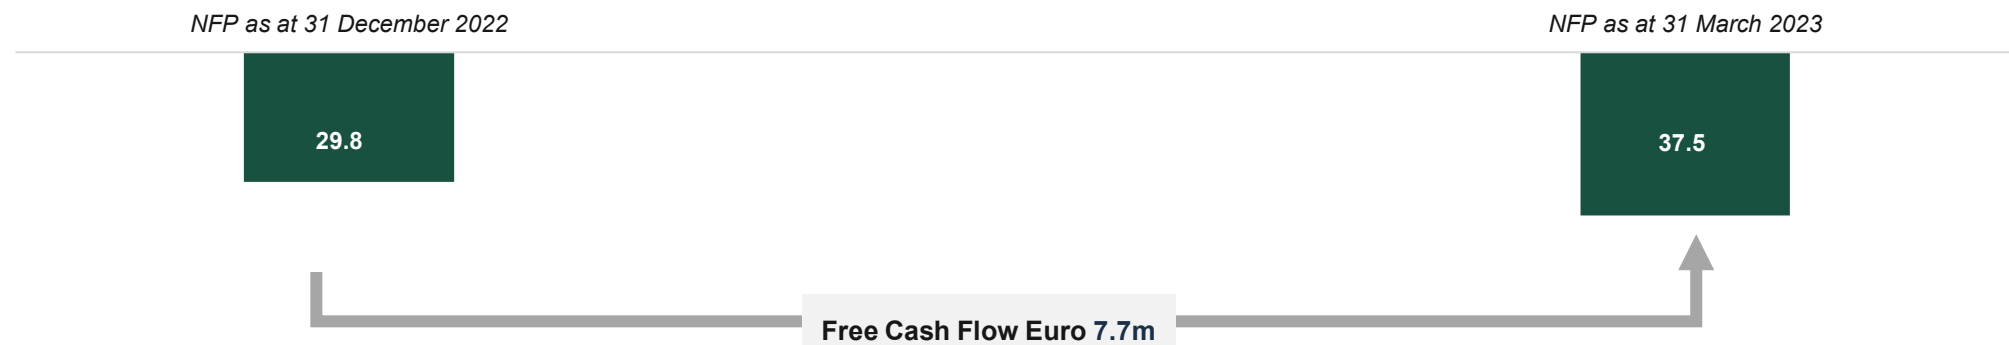 NFP as at 31 December 2022
NFP as at 31 March 2023
29.8
37.5
Free Cash Flow Euro 7.7m